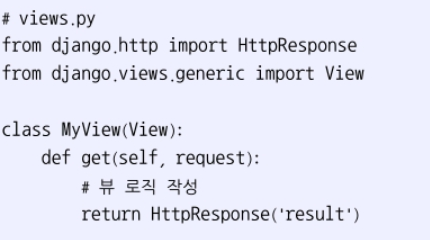 # views.py
from django.http import HttpResponse
from django.views.generic import View
class MyView(View):
def get(self, request):
# 뷰 로직 작성
return HttpResponse('result')